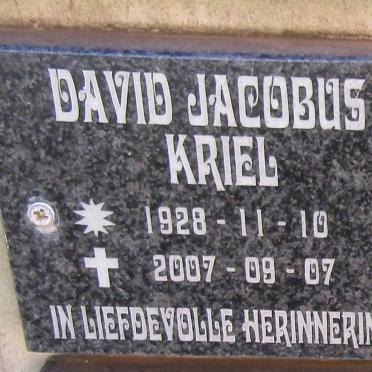 DAVID JACOBUS
KRIEL
1928 - 11 - 10
2007 - 09 - 07
IN LIEFDEVOLLE HERINNERIN